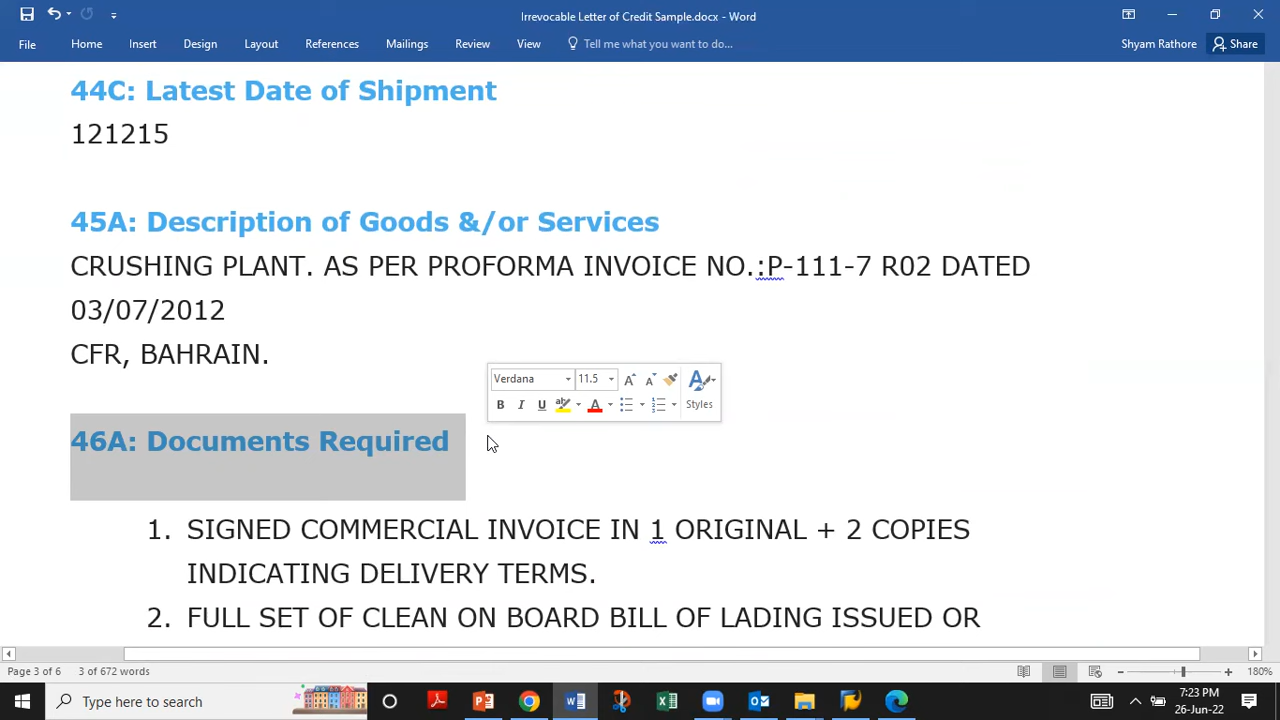 Irrevocable Letter of Credit Sample.docx - Word
File Home Insert Design Layout References Mailings Review View Tell me what you want to do... Shyam Rathore Share
44C: Latest Date of Shipment
121215
45A: Description of Goods &/or Services
CRUSHING PLANT. AS PER PROFORMA INVOICE NO.:P-111-7 R02 DATED
03/07/2012
CFR, BAHRAIN.
Verdana 11.5
B I U Styles
46A: Documents Required
1. SIGNED COMMERCIAL INVOICE IN 1 ORIGINAL + 2 COPIES
INDICATING DELIVERY TERMS.
2. FULL SET OF CLEAN ON BOARD BILL OF LADING ISSUED OR
Page 3 of 6 3 of 672 words 180%
Type here to search 7:23 PM
26-Jun-22